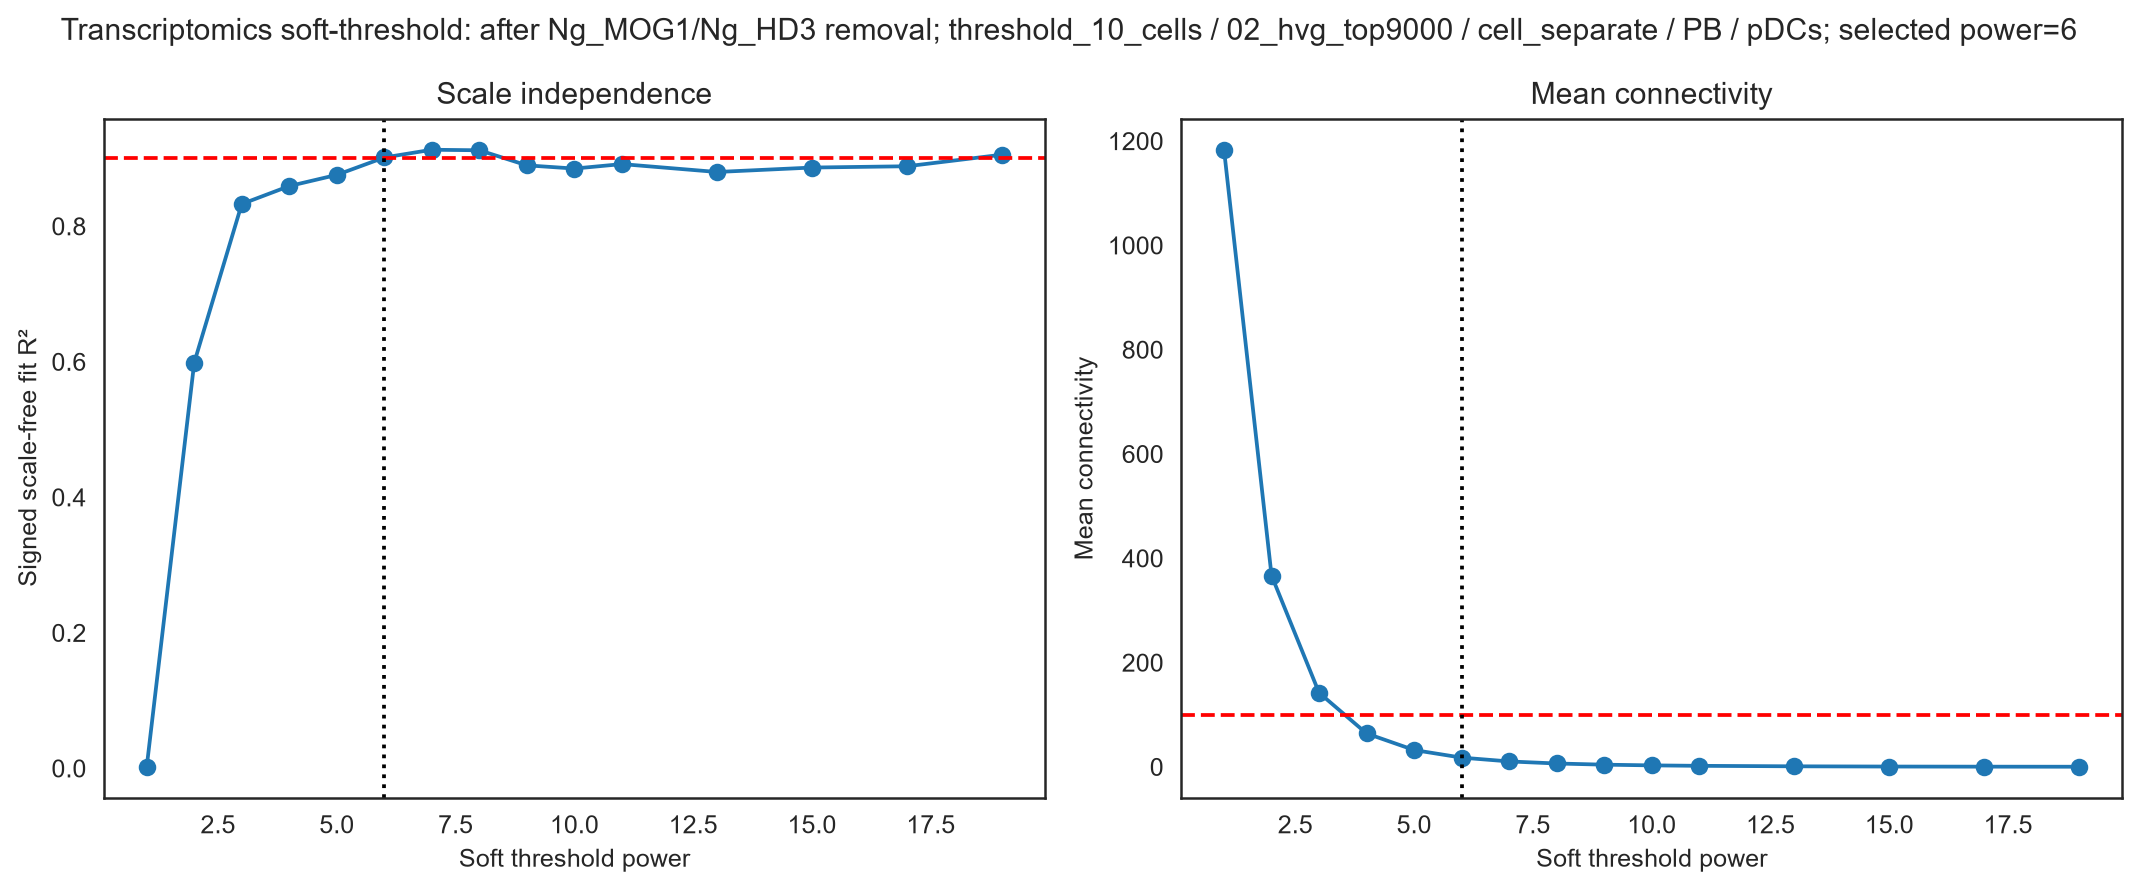 Transcriptomics soft-threshold: after Ng_MOG1/Ng_HD3 removal; threshold_10_cells / 02_hvg_top9000 / cell_separate / PB / pDCs; selected power=6
Scale independence
Signed scale-free fit R²
0.8
0.6
0.4
0.2
0.0
2.5 5.0 7.5 10.0 12.5 15.0 17.5
Soft threshold power
Mean connectivity
Mean connectivity
1200
1000
800
600
400
200
0
2.5 5.0 7.5 10.0 12.5 15.0 17.5
Soft threshold power